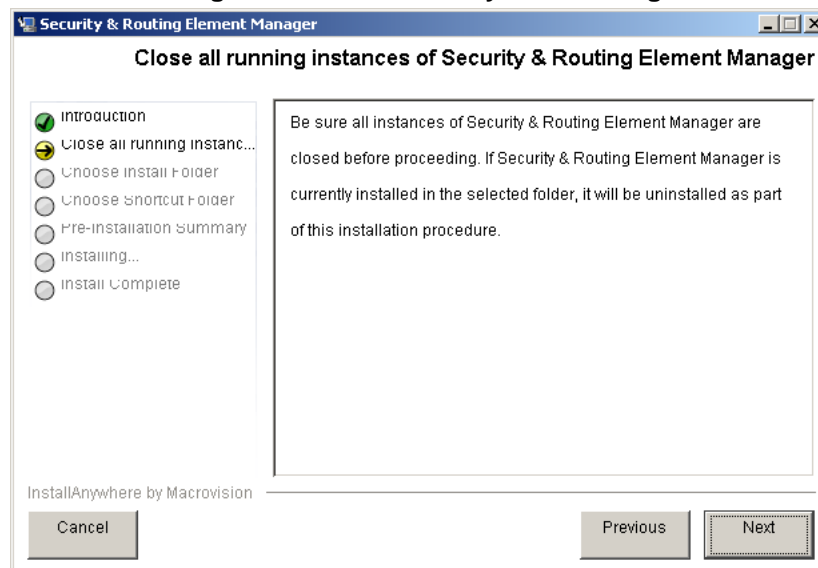 Security & Routing Element Manager
Close all running instances of Security & Routing Element Manager
Introduction
Close all running instanc...
Choose Install Folder
Choose Shortcut Folder
Pre-Installation Summary
Installing...
Install Complete
Be sure all instances of Security & Routing Element Manager are
closed before proceeding. If Security & Routing Element Manager is
currently installed in the selected folder, it will be uninstalled as part
of this installation procedure.
InstallAnywhere by Macrovision
Cancel
Previous
Next